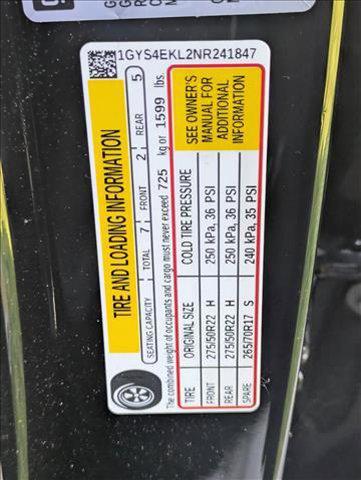 1GYS4EKL2NR241847
TIRE AND LOADING INFORMATION
SEATING CAPACITY TOTAL 7 FRONT 2 REAR 5
The combined weight of occupants and cargo must never exceed 725 kg or 1599 lbs.
TIRE ORIGINAL SIZE COLD TIRE PRESSURE
FRONT 275/50R22 H 250 kPa, 36 PSI
REAR 275/50R22 H 250 kPa, 36 PSI
SPARE 265/70R17 S 240 kPa, 35 PSI
SEE OWNER'S
MANUAL FOR
ADDITIONAL
INFORMATION